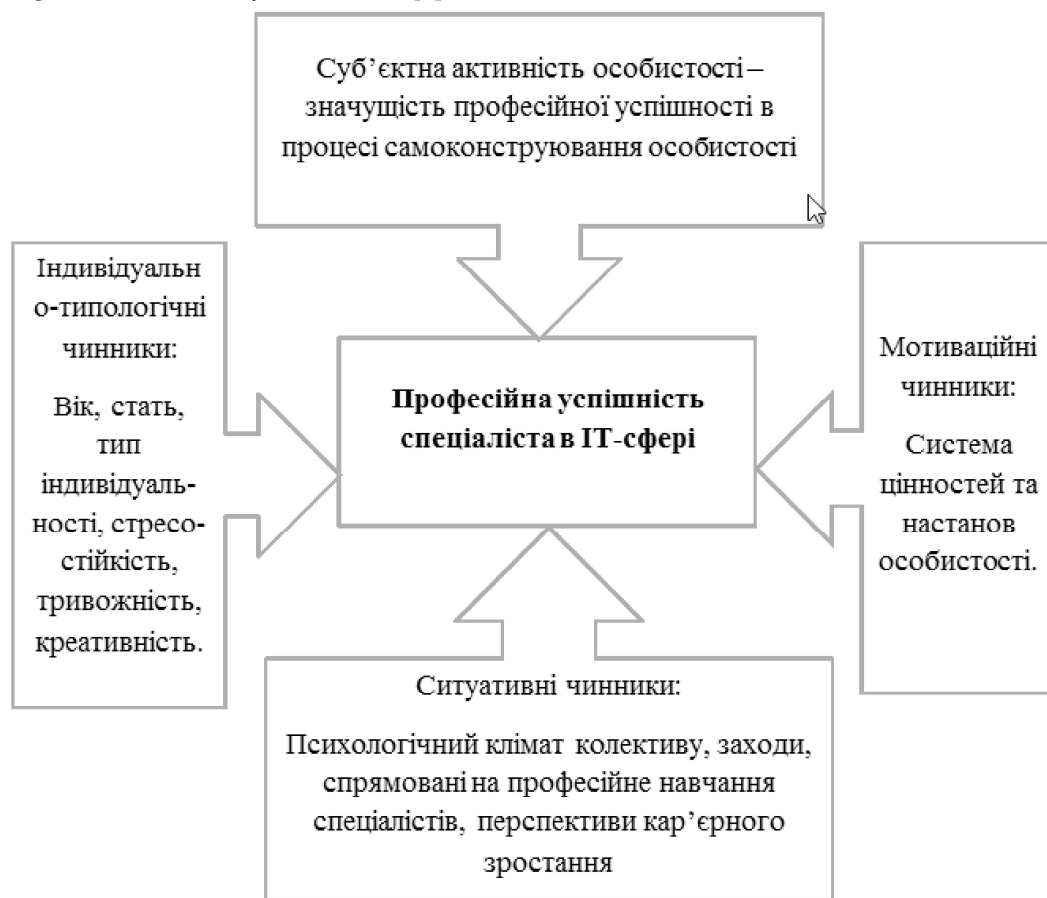 Суб’єктна активність особистості –
значущість професійної успішності в
процесі самоконструювання особистості
Індивідуальн
о-типологічні
чинники:
Вік, стать,
тип
індивідуаль-
ності, стресо-
стійкість,
тривожність,
креативність.
Професійна успішність
спеціаліста в ІТ-сфері
Мотиваційні
чинники:
Система
цінностей та
настанов
особистості.
Ситуативні чинники:
Психологічний клімат колективу, заходи,
спрямовані на професійне навчання
спеціалістів, перспективи кар’єрного
зростання